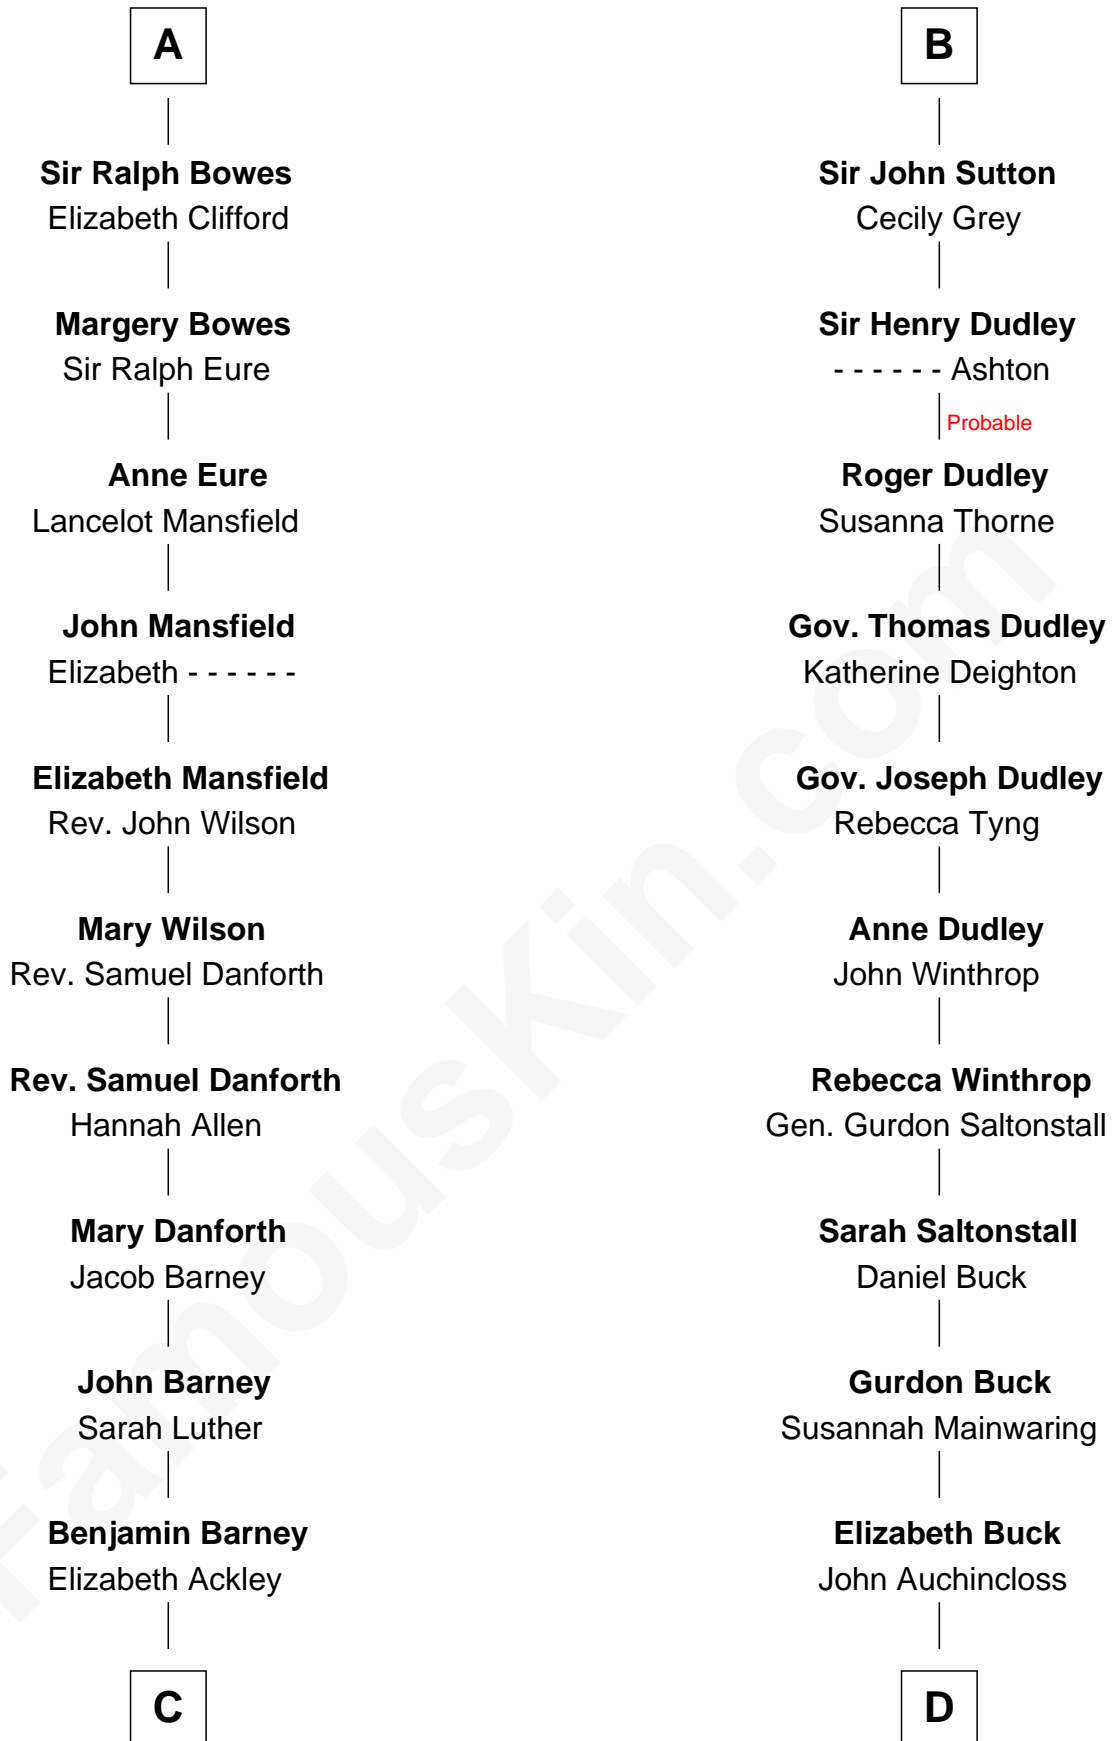 A
Sir Ralph Bowes
Elizabeth Clifford
Margery Bowes
Sir Ralph Eure
Anne Eure
Lancelot Mansfield
John Mansfield
Elizabeth - - - - - -
Elizabeth Mansfield
Rev. John Wilson
Mary Wilson
Rev. Samuel Danforth
Rev. Samuel Danforth
Hannah Allen
Mary Danforth
Jacob Barney
John Barney
Sarah Luther
Benjamin Barney
Elizabeth Ackley
C
B
Sir John Sutton
Cecily Grey
Sir Henry Dudley
- - - - - - Ashton
Probable
Roger Dudley
Susanna Thorne
Gov. Thomas Dudley
Katherine Deighton
Gov. Joseph Dudley
Rebecca Tyng
Anne Dudley
John Winthrop
Rebecca Winthrop
Gen. Gurdon Saltonstall
Sarah Saltonstall
Daniel Buck
Gurdon Buck
Susannah Mainwaring
Elizabeth Buck
John Auchincloss
D
FamousKin.com